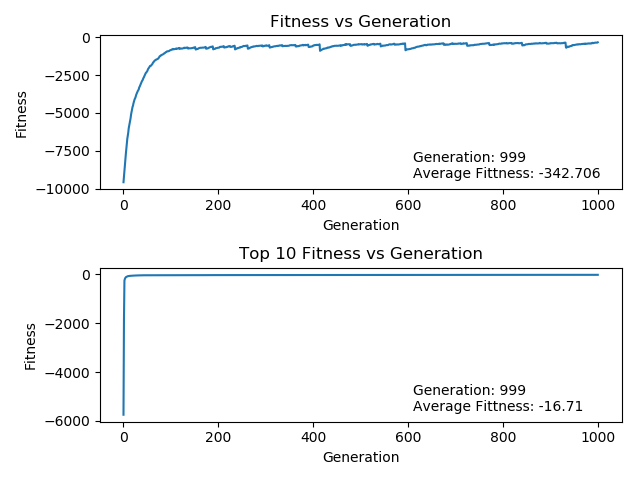 Fitness vs Generation
0
−2500
−5000
−7500
−10000
Fitness
Generation: 999
Average Fittness: -342.706
0 200 400 600 800 1000
Generation
Top 10 Fitness vs Generation
0
−2000
−4000
−6000
Fitness
Generation: 999
Average Fittness: -16.71
0 200 400 600 800 1000
Generation